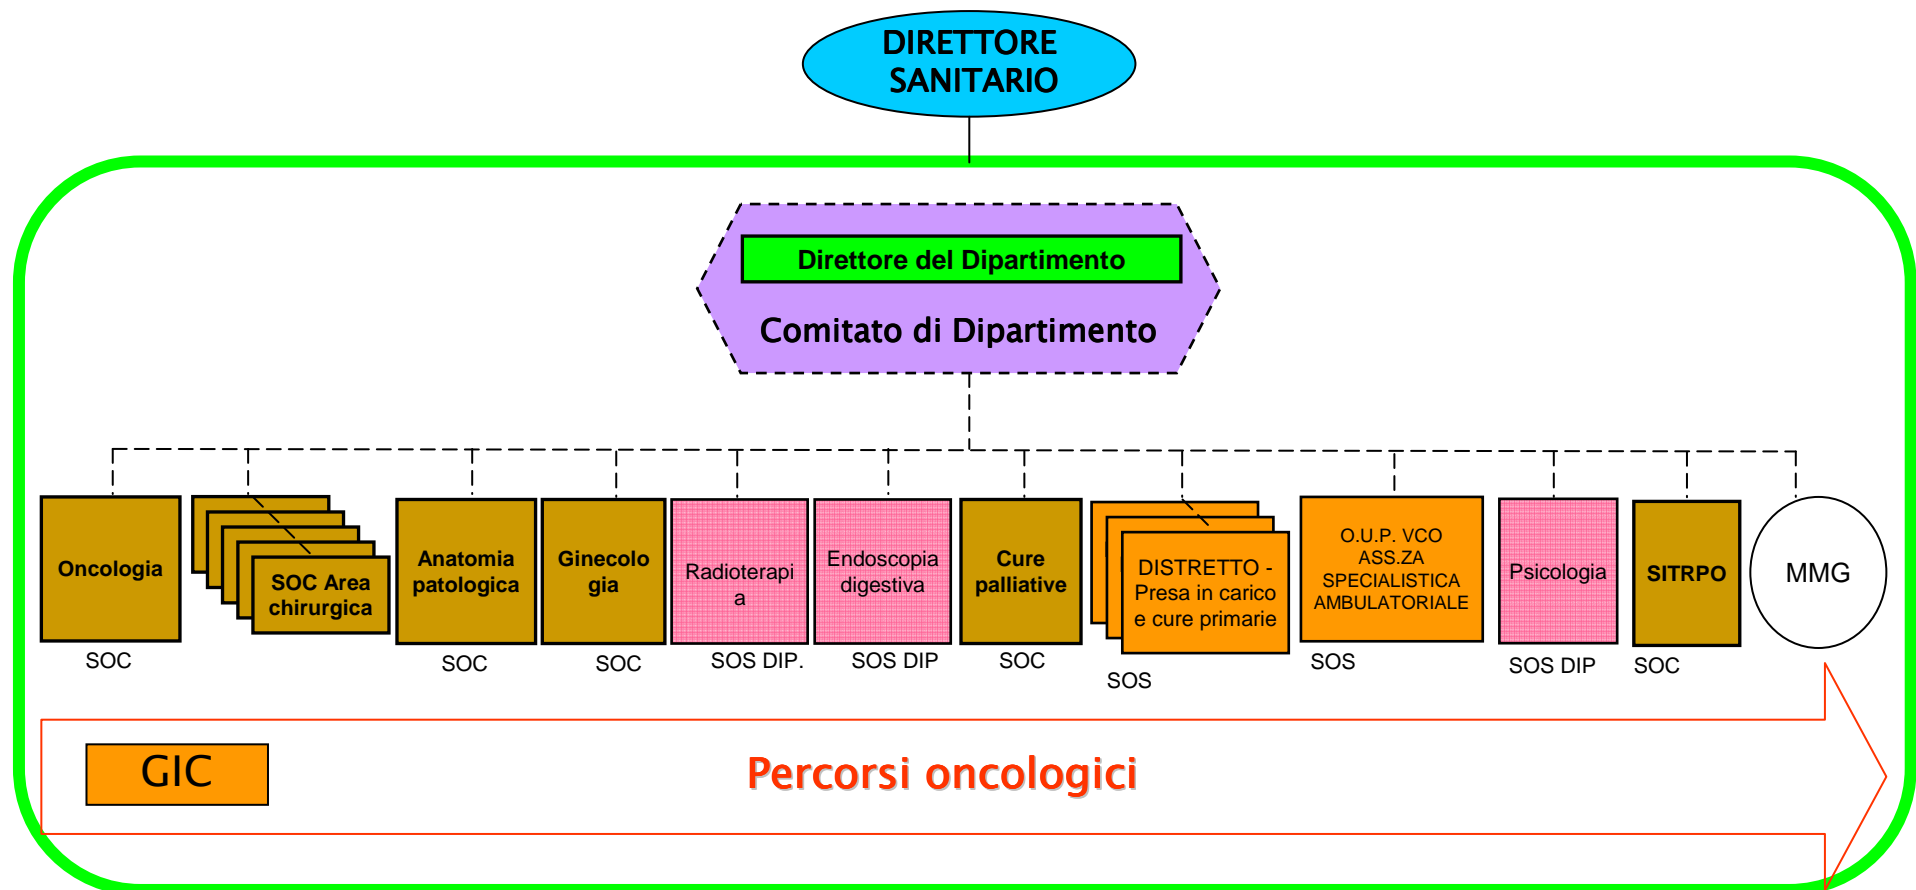 DIRETTORE
SANITARIO
Direttore del Dipartimento
Comitato di Dipartimento
Oncologia
SOC
SOC Area
chirurgica
Anatomia
patologica
SOC
Ginecolo
gia
SOC
Radioterapi
a
SOS DIP.
Endoscopia
digestiva
SOS DIP
Cure
palliative
SOC
DISTRETTO -
Presa in carico
e cure primarie
SOS
O.U.P. VCO
ASS.ZA
SPECIALISTICA
AMBULATORIALE
SOS
Psicologia
SOS DIP
SITRPO
SOC
MMG
GIC
Percorsi oncologici